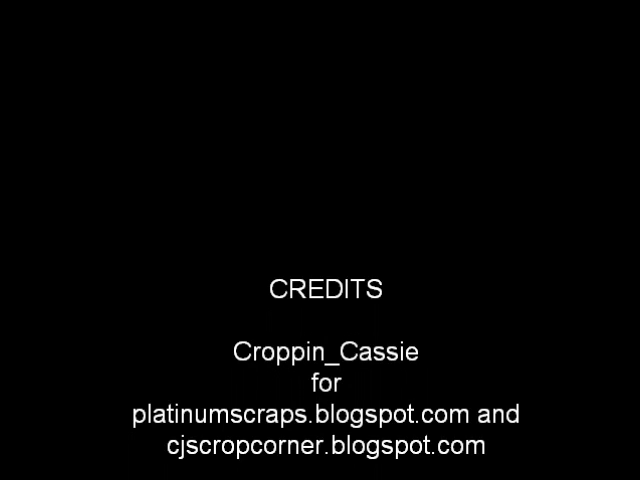 CREDITS
Croppin_Cassie
for
platinumscraps.blogspot.com and
cjscropcorner.blogspot.com